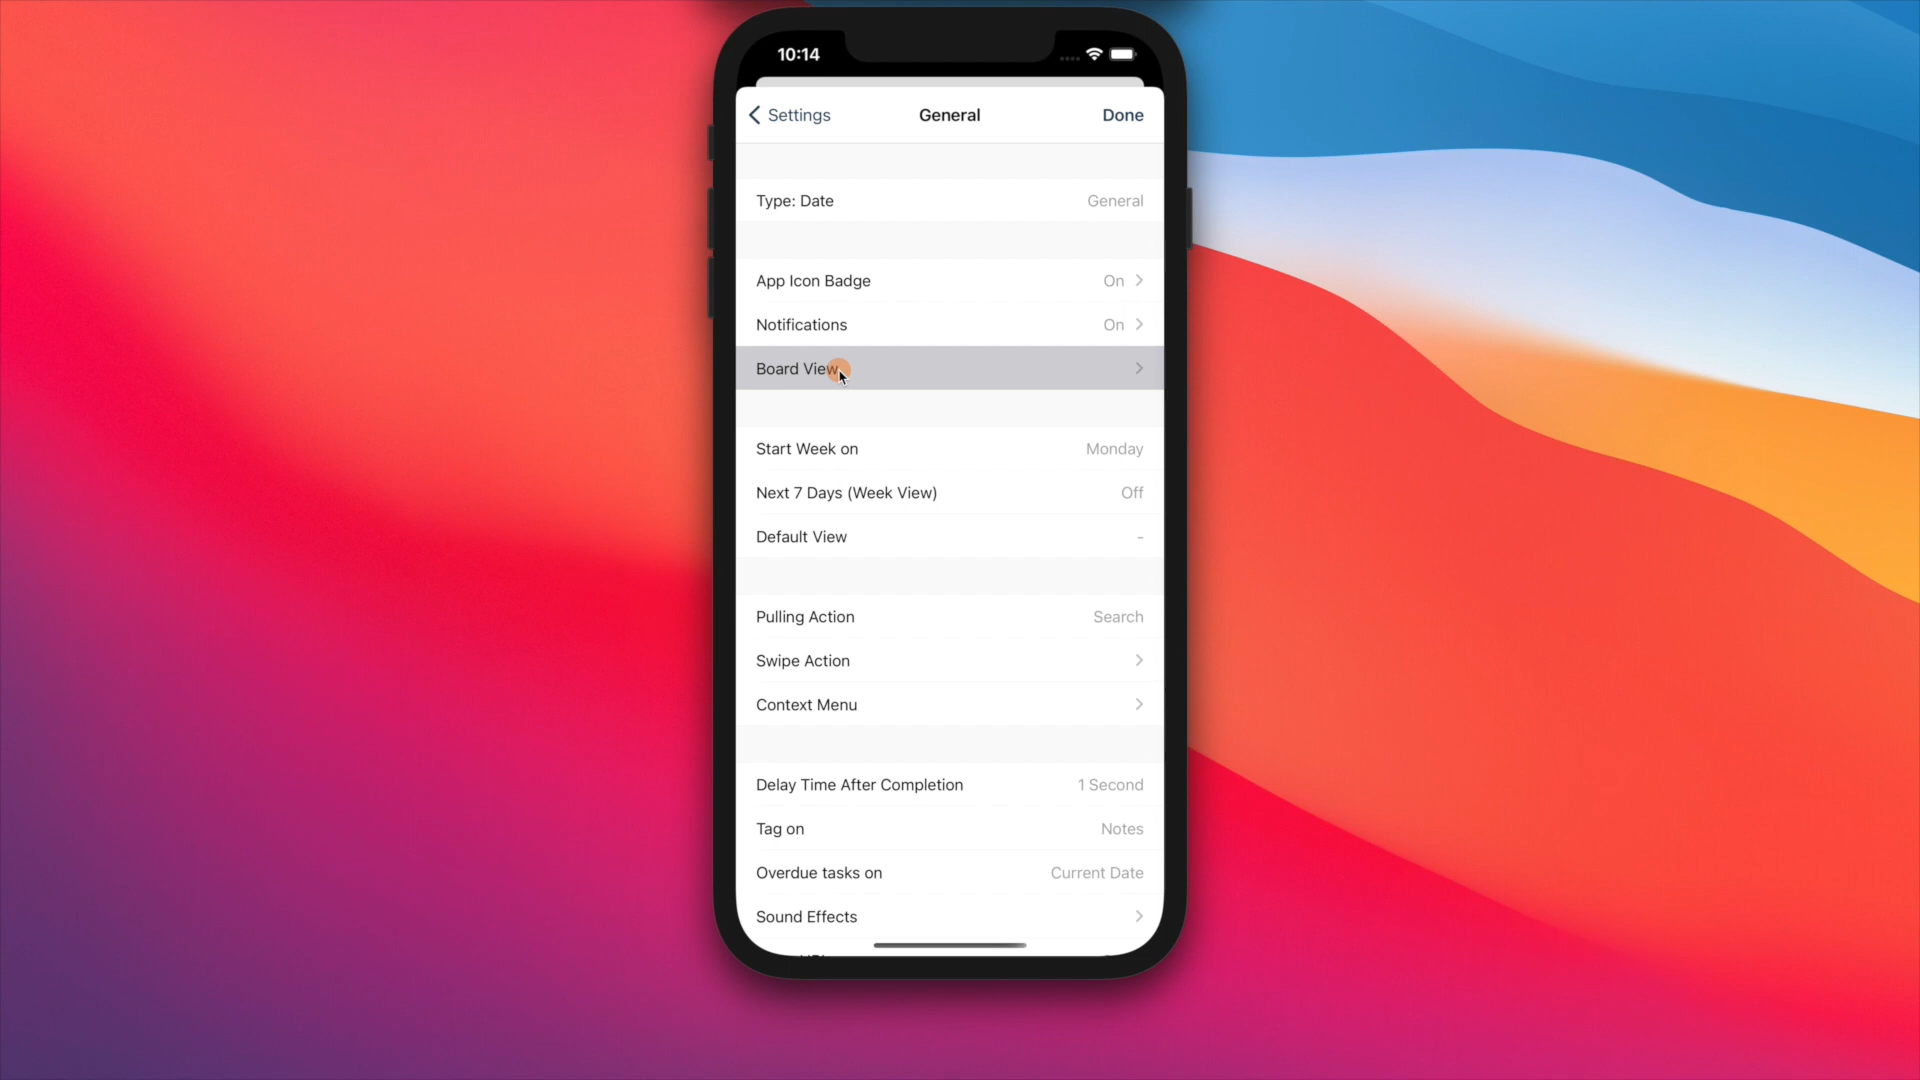 10:14
Settings
General
Done
Type: Date General
App Icon Badge On
Notifications On
Board View
Start Week on Monday
Next 7 Days (Week View) Off
Default View -
Pulling Action Search
Swipe Action
Context Menu
Delay Time After Completion 1 Second
Tag on Notes
Overdue tasks on Current Date
Sound Effects